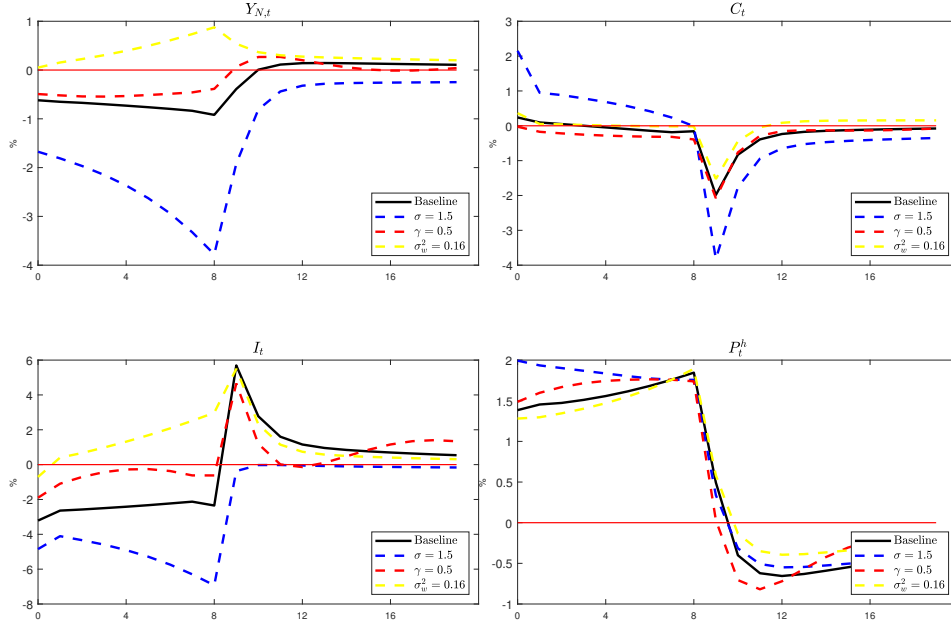 Y_{N,t}
1
0
-1
-2
-3
-4
%
0
4
8
12
16
Baseline
σ = 1.5
γ = 0.5
σ_w^2 = 0.16
C_t
3
2
1
0
-1
-2
-3
-4
%
0
4
8
12
16
Baseline
σ = 1.5
γ = 0.5
σ_w^2 = 0.16
I_t
6
4
2
0
-2
-4
-6
-8
%
0
4
8
12
16
Baseline
σ = 1.5
γ = 0.5
σ_w^2 = 0.16
P_t^h
2
1.5
1
0.5
0
-0.5
-1
%
0
4
8
12
16
Baseline
σ = 1.5
γ = 0.5
σ_w^2 = 0.16